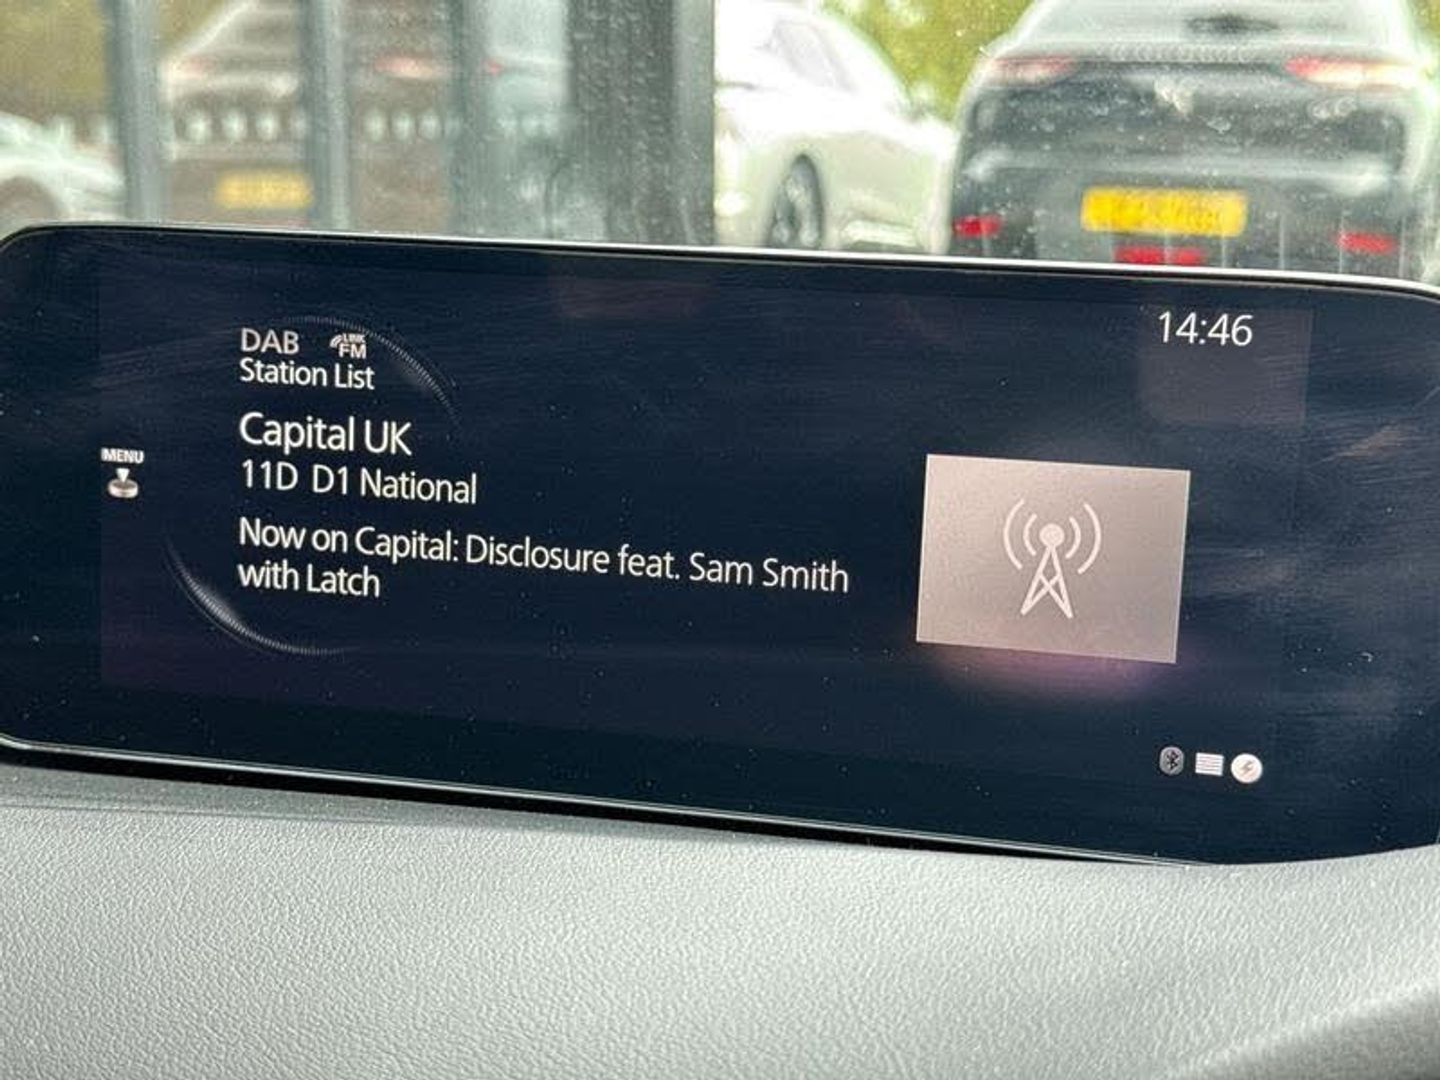 14:46
DAB LINK FM
Station List
Capital UK
MENU
11D D1 National
Now on Capital: Disclosure feat. Sam Smith
with Latch